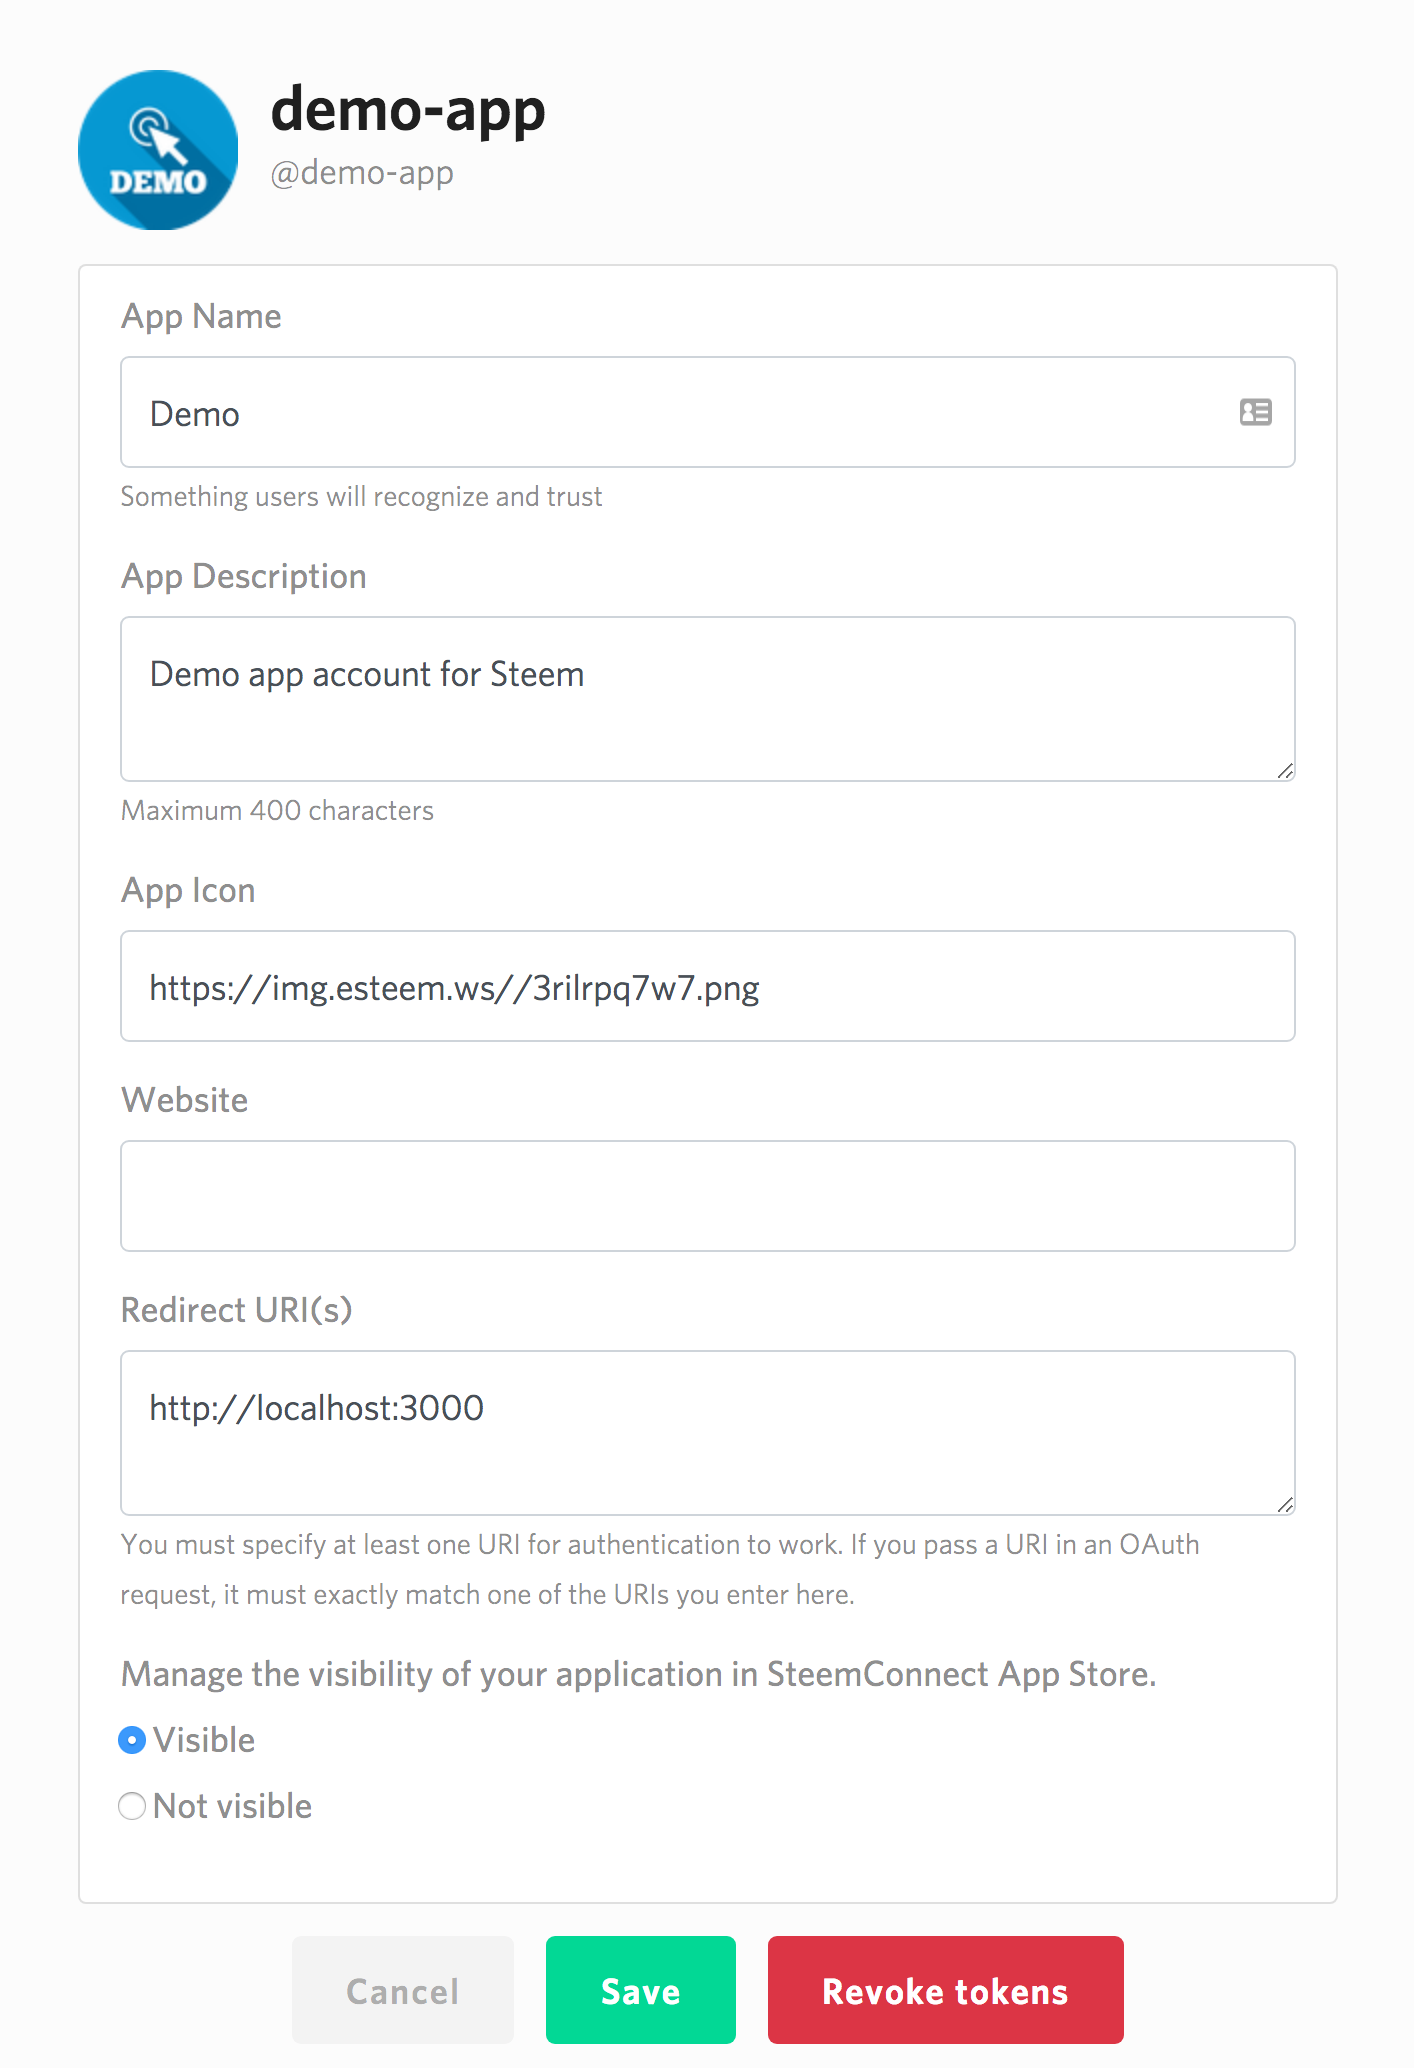 DEMO
demo-app
@demo-app
App Name
Demo
Something users will recognize and trust
App Description
Demo app account for Steem
Maximum 400 characters
App Icon
https://img.esteem.ws//3rilrpq7w7.png
Website
Redirect URI(s)
http://localhost:3000
You must specify at least one URI for authentication to work. If you pass a URI in an OAuth
request, it must exactly match one of the URIs you enter here.
Manage the visibility of your application in SteemConnect App Store.
Visible
Not visible
Cancel
Save
Revoke tokens